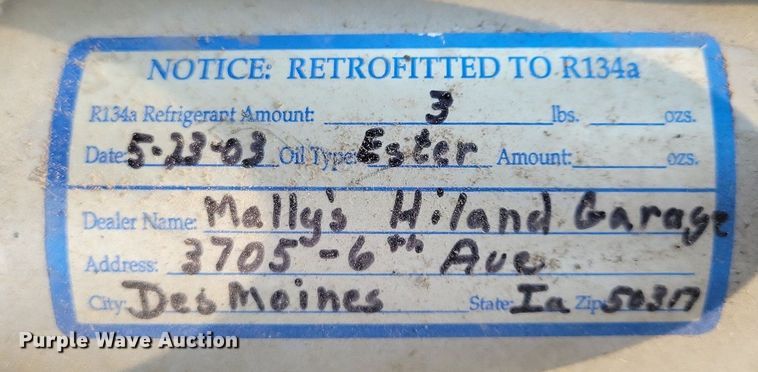 NOTICE: RETROFITTED TO R134a
R134a Refrigerant Amount: 3 lbs. ozs.
Date: 5-23-03 Oil Type: Ester Amount: ozs.
Dealer Name: Mally's Hiland Garage
Address: 3705-6th Ave
City: Des Moines State: Ia Zip: 50317
Purple Wave Auction